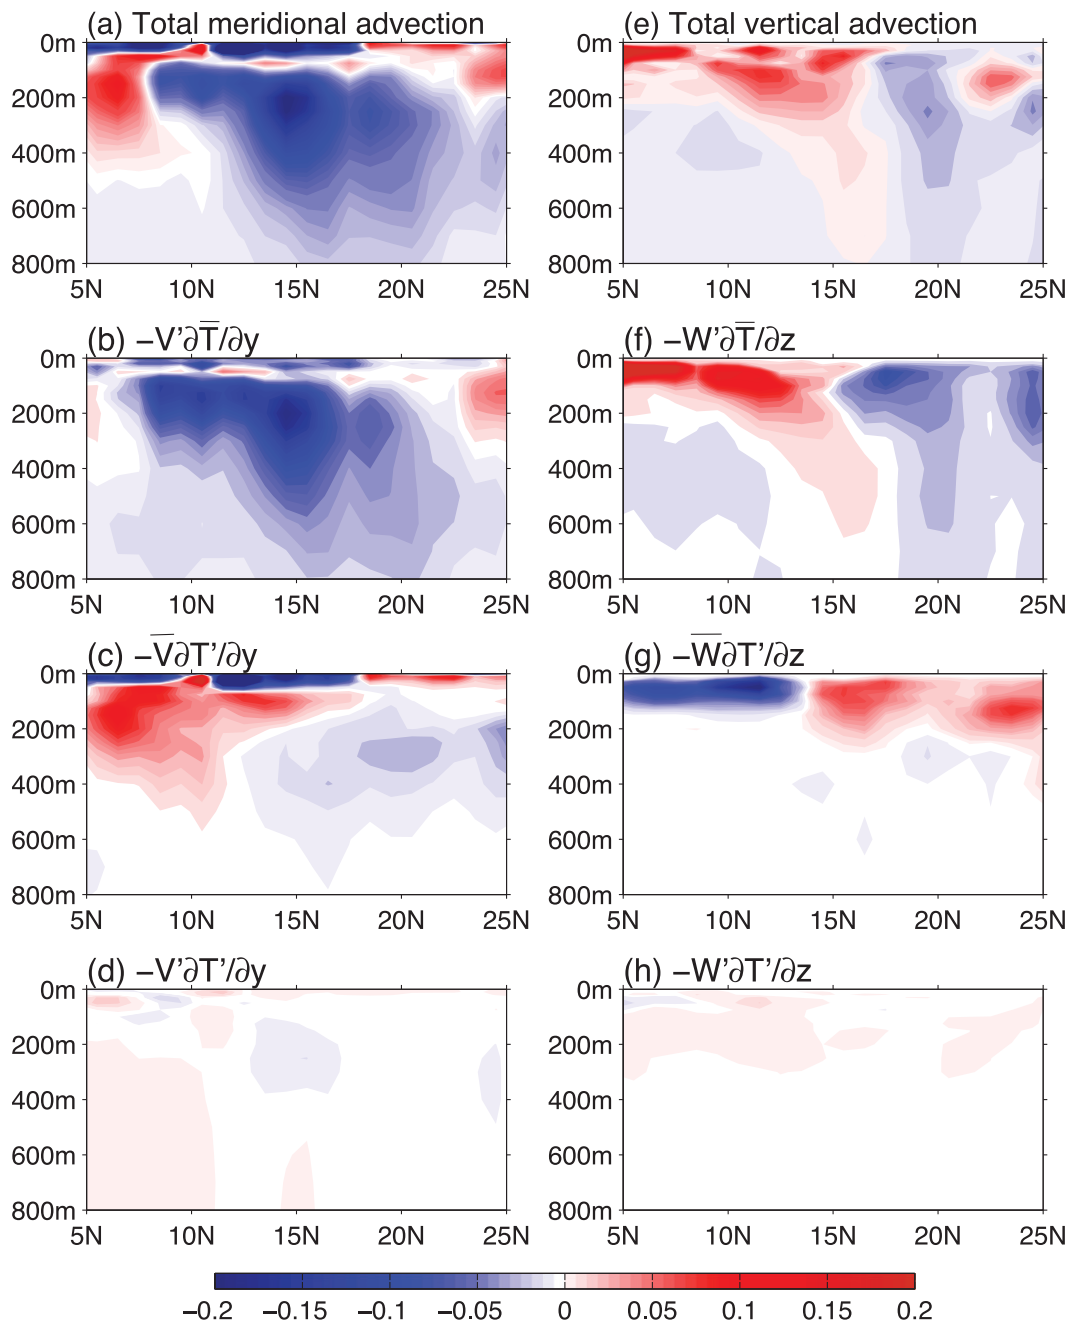 (a) Total meridional advection
0m
200m
400m
600m
800m
5N 10N 15N 20N 25N
(e) Total vertical advection
0m
200m
400m
600m
800m
5N 10N 15N 20N 25N
(b) −V'∂T̅/∂y
0m
200m
400m
600m
800m
5N 10N 15N 20N 25N
(f) −W'∂T̅/∂z
0m
200m
400m
600m
800m
5N 10N 15N 20N 25N
(c) −V̅∂T'/∂y
0m
200m
400m
600m
800m
5N 10N 15N 20N 25N
(g) −W̅∂T'/∂z
0m
200m
400m
600m
800m
5N 10N 15N 20N 25N
(d) −V'∂T'/∂y
0m
200m
400m
600m
800m
5N 10N 15N 20N 25N
(h) −W'∂T'/∂z
0m
200m
400m
600m
800m
5N 10N 15N 20N 25N
−0.2 −0.15 −0.1 −0.05 0 0.05 0.1 0.15 0.2